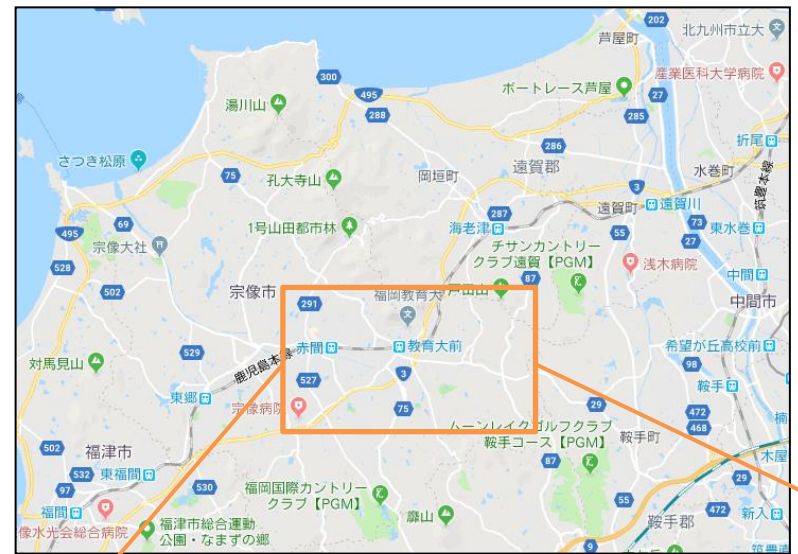 202
北九州市立大
芦屋町
産業医科大学病院
300
ボートレース芦屋
495
27
湯川山
288
285
折尾
286
さつき松原
水巻町
遠賀郡
75
孔大寺山
岡垣町
3
筑豊本線
遠賀町
遠賀川
69
1号山田都市林
287
73
495
海老津
55
東水巻
宗像大社
27
チサンカントリー
クラブ遠賀【PGM】
528
浅木病院
87
中間
502
宗像市
戸田山
291
福岡教育大
中間市
529
赤間
教育大前
希望が丘高校前
対馬見山
鹿児島本線
3
98
527
鞍手
東郷
宗像病院
75
29
472
ムーンレイクゴルフクラブ
鞍手コース【PGM】
468
鞍手町
502
福津市
87
木屋
532
東福間
29
97
530
福岡国際カントリー
クラブ【PGM】
55
472
新入
福間
靡山
鞍手郡
像水光会総合病院
福津市総合運動
公園・なまずの郷
9
筑豊直